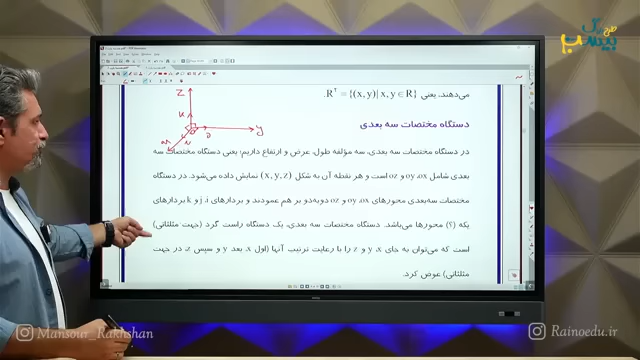 می‌دهند، یعنی R² = {(x, y) | x, y ∈ R}.
دستگاه مختصات سه بعدی
در دستگاه مختصات سه بعدی، سه مؤلفه طول، عرض و ارتفاع داریم؛ یعنی دستگاه مختصات سه
بعدی شامل ox، oy و oz است و هر نقطه آن به شکل (x, y, z) نمایش داده می‌شود. در دستگاه
مختصات سه‌بعدی محورهای ox، oy و oz دوبه‌دو بر هم عمودند و بردازهای i، j و k بردازهای
یکه (؟) محورها می‌باشد. دستگاه مختصات سه بعدی، یک دستگاه راست گرد (جهت مثلثاتی)
است که می‌توان به جای x، y و z را با رعایت ترتیب آنها (اول x، بعد y و سپس z، در جهت
مثلثاتی) عوض کرد.
z
k
y
j
i
x
Mansour_Rakhshan
Rainoedu.ir